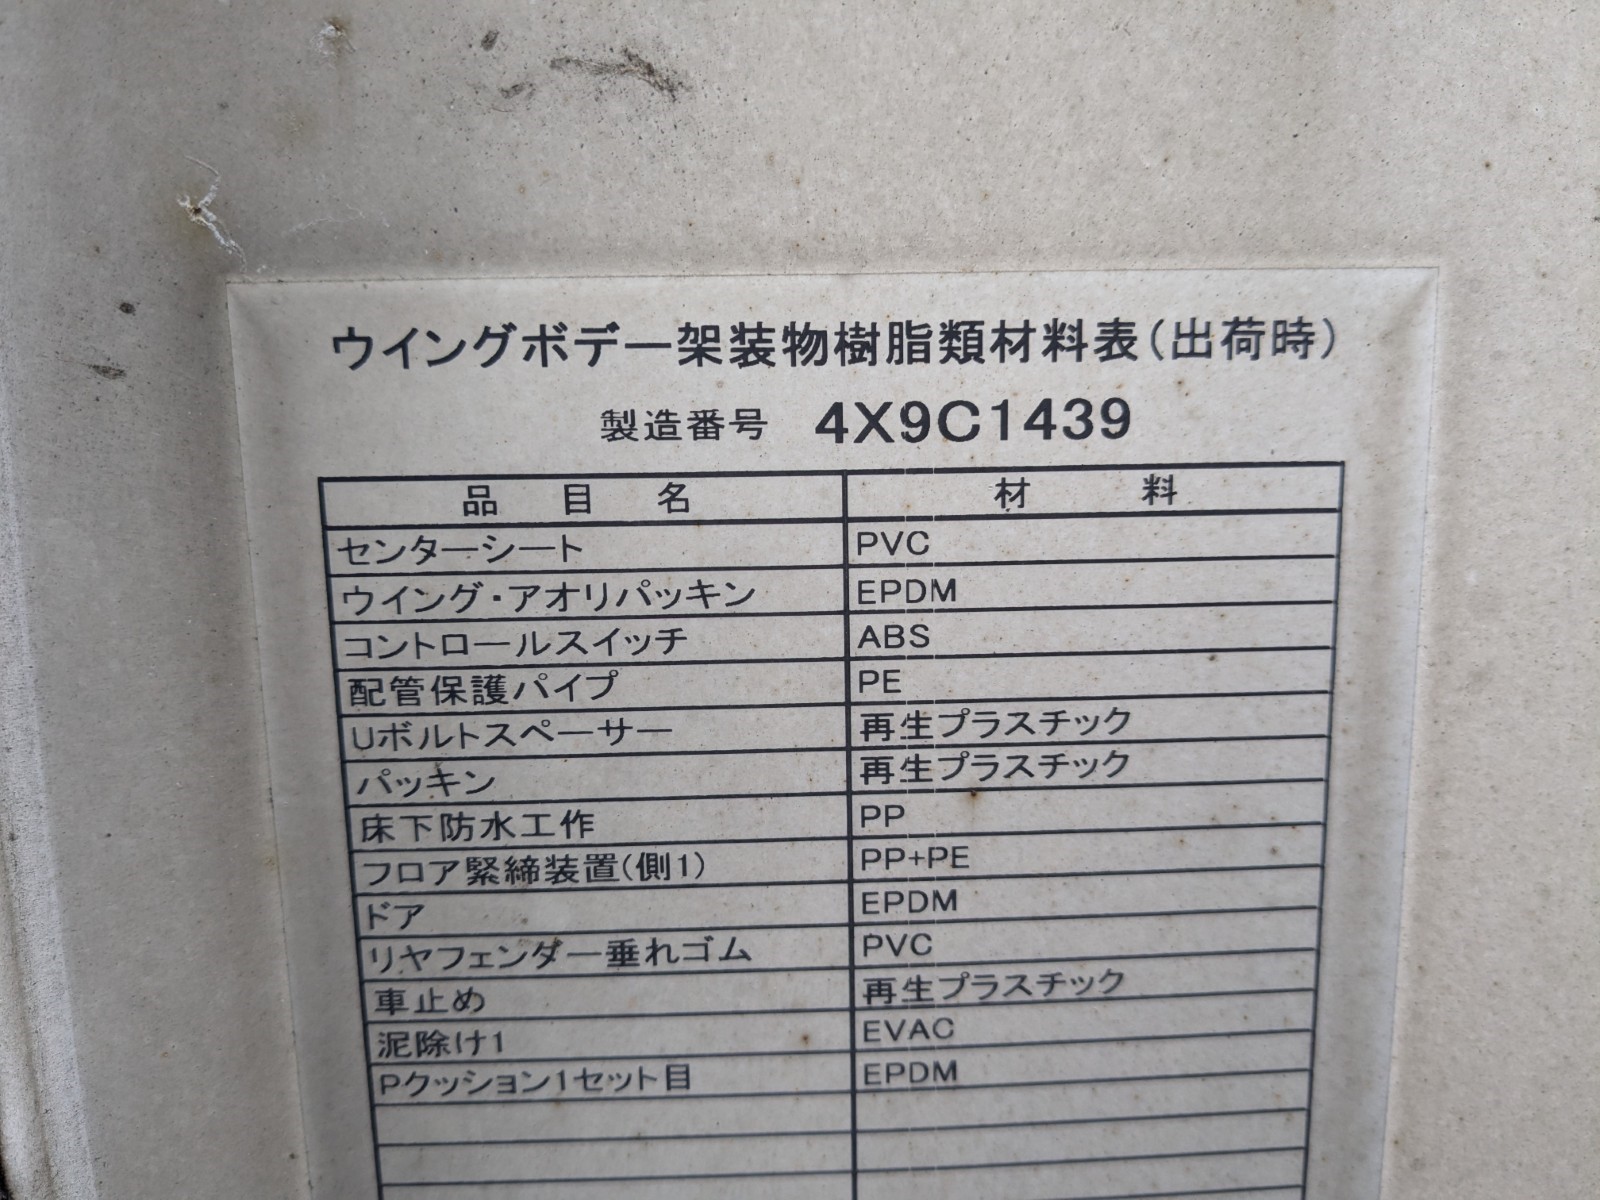 ウイングボデー架装物樹脂類材料表(出荷時)
製造番号 4X9C1439
品目名 材料
センターシート PVC
ウイング・アオリパッキン EPDM
コントロールスイッチ ABS
配管保護パイプ PE
Uボルトスペーサー 再生プラスチック
パッキン 再生プラスチック
床下防水工作 PP
フロア緊締装置(側1) PP+PE
ドア EPDM
リヤフェンダー垂れゴム PVC
車止め 再生プラスチック
泥除け1 EVAC
Pクッション1セット目 EPDM